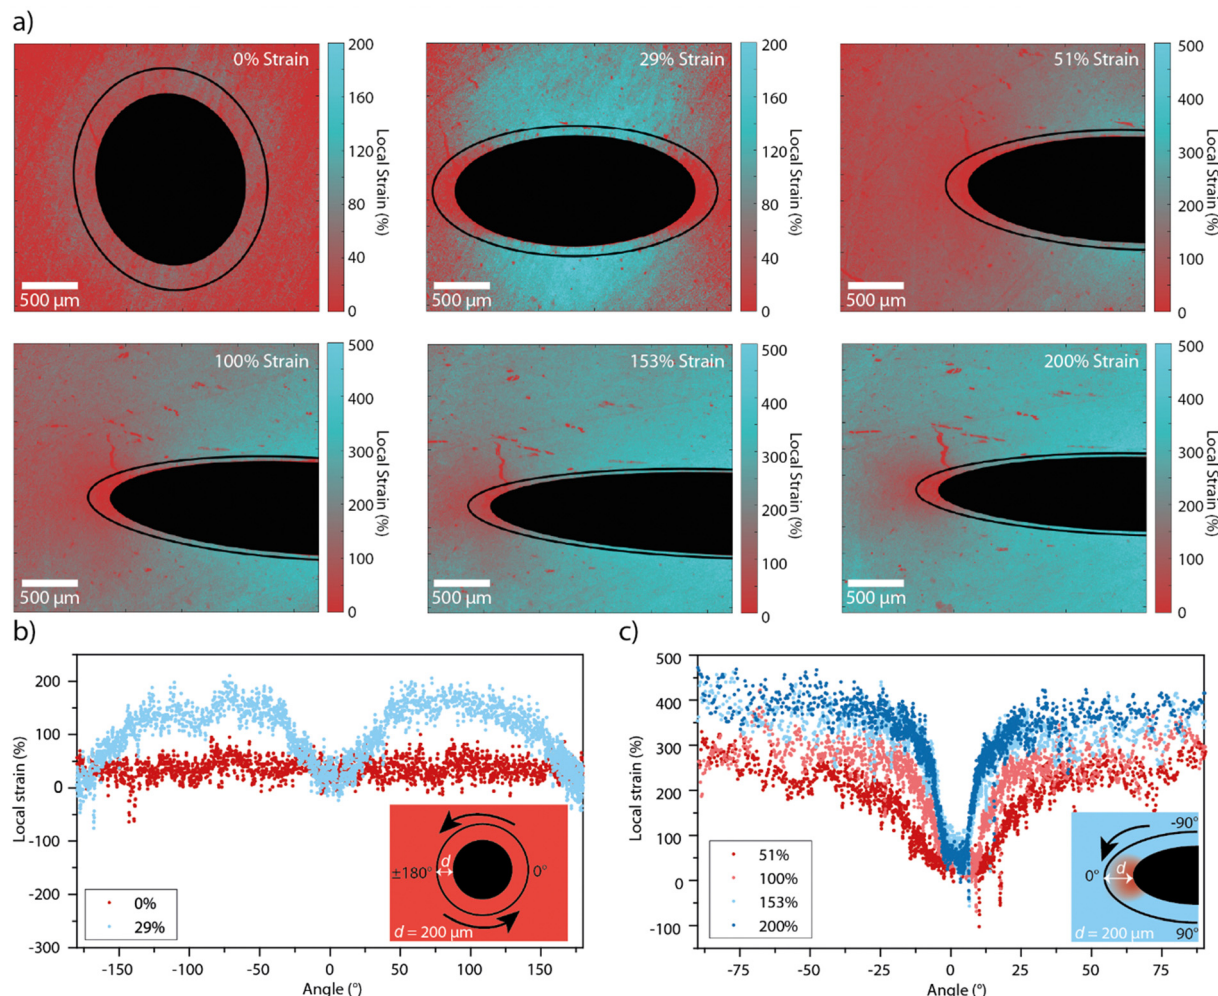 a)
0% Strain
200
160
120
80
40
0
Local Strain (%)
500 µm
29% Strain
200
160
120
80
40
0
Local Strain (%)
500 µm
51% Strain
500
400
300
200
100
0
Local Strain (%)
500 µm
100% Strain
500
400
300
200
100
0
Local Strain (%)
500 µm
153% Strain
500
400
300
200
100
0
Local Strain (%)
500 µm
200% Strain
500
400
300
200
100
0
Local Strain (%)
500 µm
b)
Local strain (%)
200
100
0
-100
-200
-300
-150
-100
-50
0
50
100
150
Angle (°)
0%
29%
±180°
d
0°
d = 200 µm
c)
Local strain (%)
500
400
300
200
100
0
-100
-75
-50
-25
0
25
50
75
Angle (°)
51%
100%
153%
200%
-90°
0°
d
d = 200 µm
90°